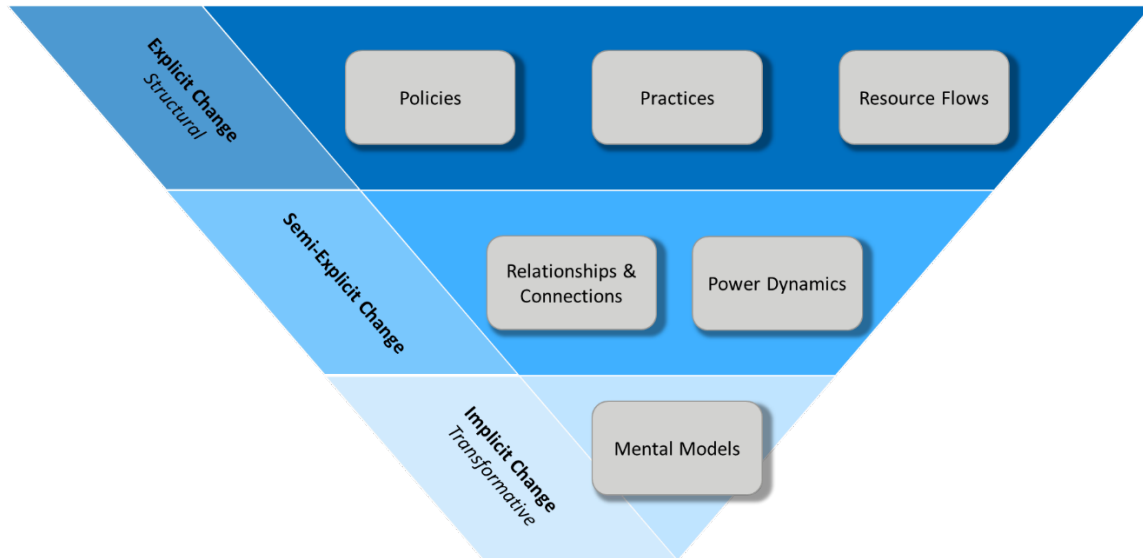 Explicit Change
Structural
Policies
Practices
Resource Flows
Semi-Explicit Change
Relationships &
Connections
Power Dynamics
Implicit Change
Transformative
Mental Models